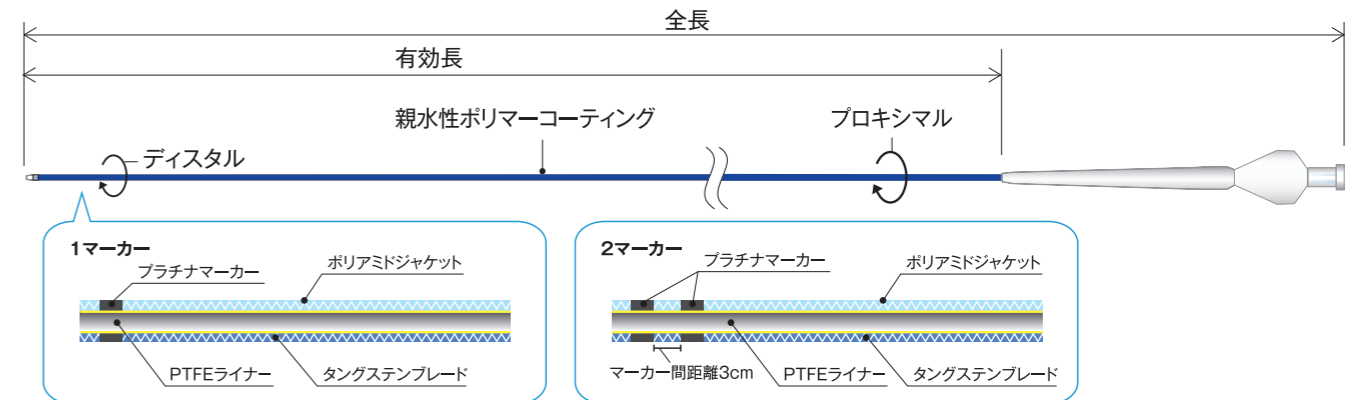 全長
有効長
親水性ポリマーコーティング
プロキシマル
ディスタル
1マーカー
プラチナマーカー
ポリアミドジャケット
PTFEライナー
タングステンブレード
2マーカー
プラチナマーカー
ポリアミドジャケット
マーカー間距離3cm
PTFEライナー
タングステンブレード